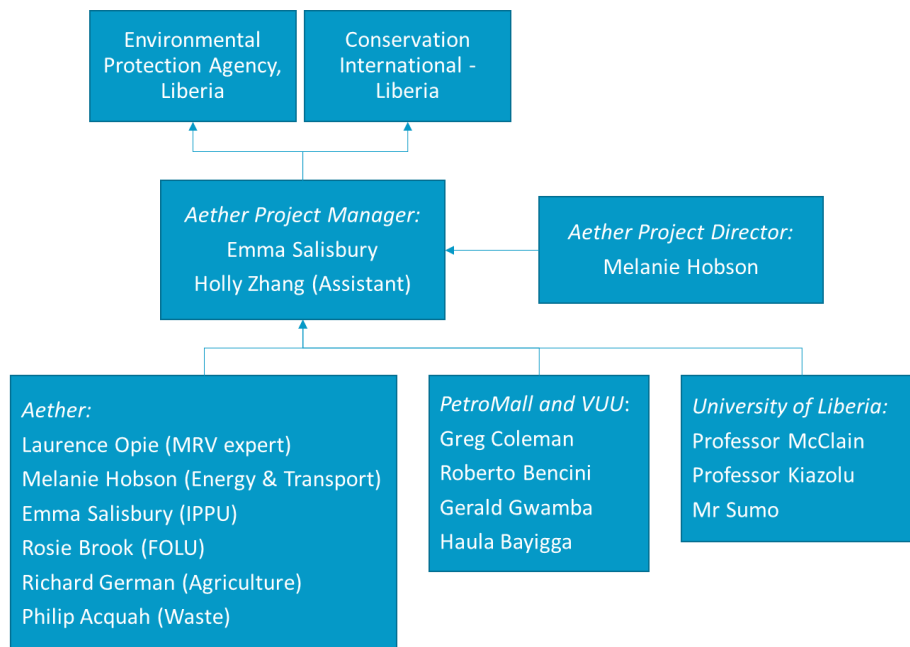 Environmental
Protection Agency,
Liberia
Conservation
International -
Liberia
Aether Project Manager:
Emma Salisbury
Holly Zhang (Assistant)
Aether Project Director:
Melanie Hobson
Aether:
Laurence Opie (MRV expert)
Melanie Hobson (Energy & Transport)
Emma Salisbury (IPPU)
Rosie Brook (FOLU)
Richard German (Agriculture)
Philip Acquah (Waste)
PetroMall and VUU:
Greg Coleman
Roberto Bencini
Gerald Gwamba
Haula Bayigga
University of Liberia:
Professor McClain
Professor Kiazolu
Mr Sumo